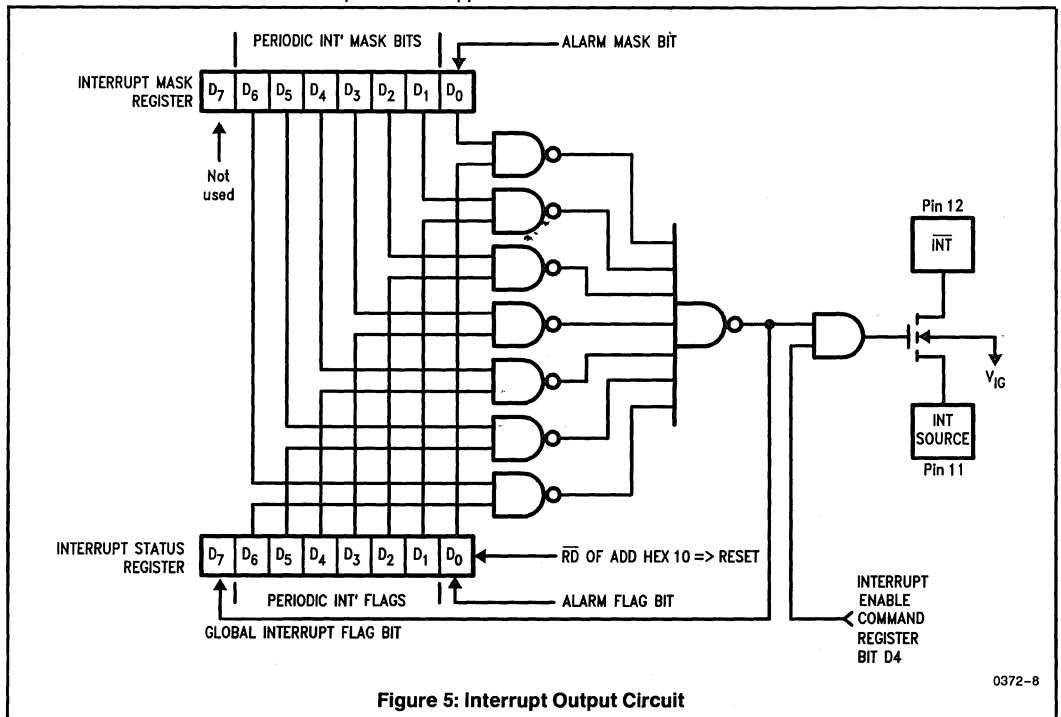 PERIODIC INT' MASK BITS
ALARM MASK BIT
INTERRUPT MASK
REGISTER
D7 D6 D5 D4 D3 D2 D1 D0
Not
used
Pin 12
INT
VIG
INT
SOURCE
Pin 11
INTERRUPT STATUS
REGISTER
D7 D6 D5 D4 D3 D2 D1 D0
RD OF ADD HEX 10 => RESET
PERIODIC INT' FLAGS
ALARM FLAG BIT
GLOBAL INTERRUPT FLAG BIT
INTERRUPT
ENABLE
COMMAND
REGISTER
BIT D4
0372-8
Figure 5: Interrupt Output Circuit